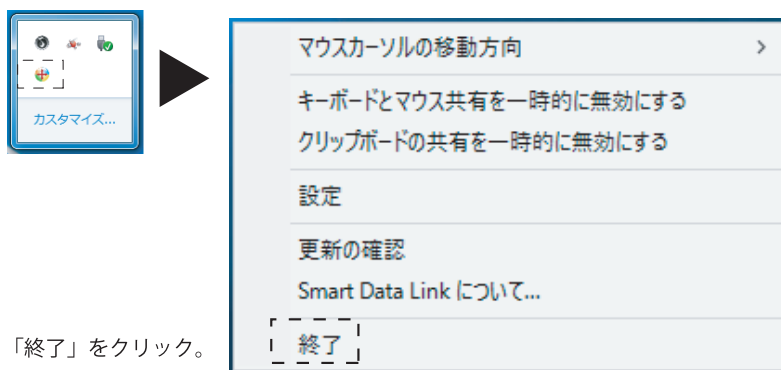 カスタマイズ...
マウスカーソルの移動方向
キーボードとマウス共有を一時的に無効にする
クリップボードの共有を一時的に無効にする
設定
更新の確認
Smart Data Link について...
終了
「終了」をクリック。